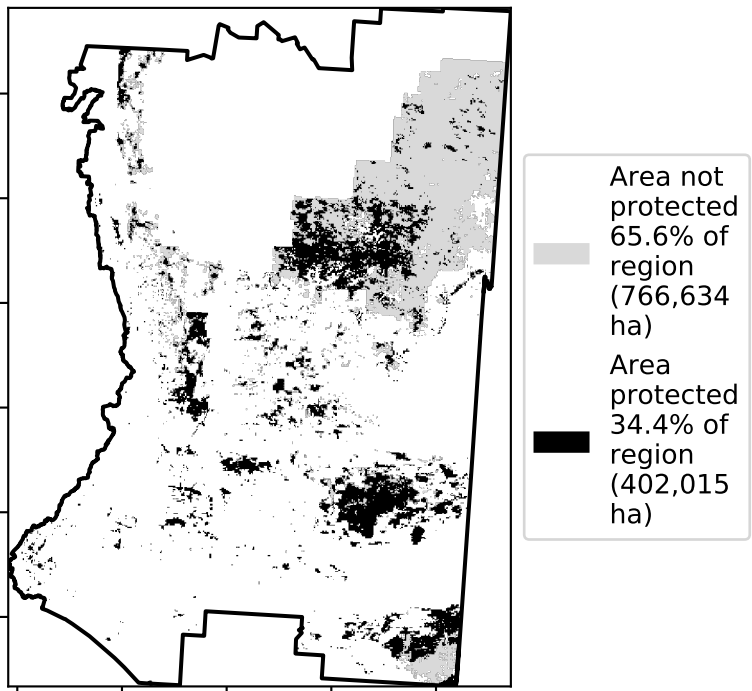 Area not
protected
65.6% of
region
(766,634
ha)
Area
protected
34.4% of
region
(402,015
ha)